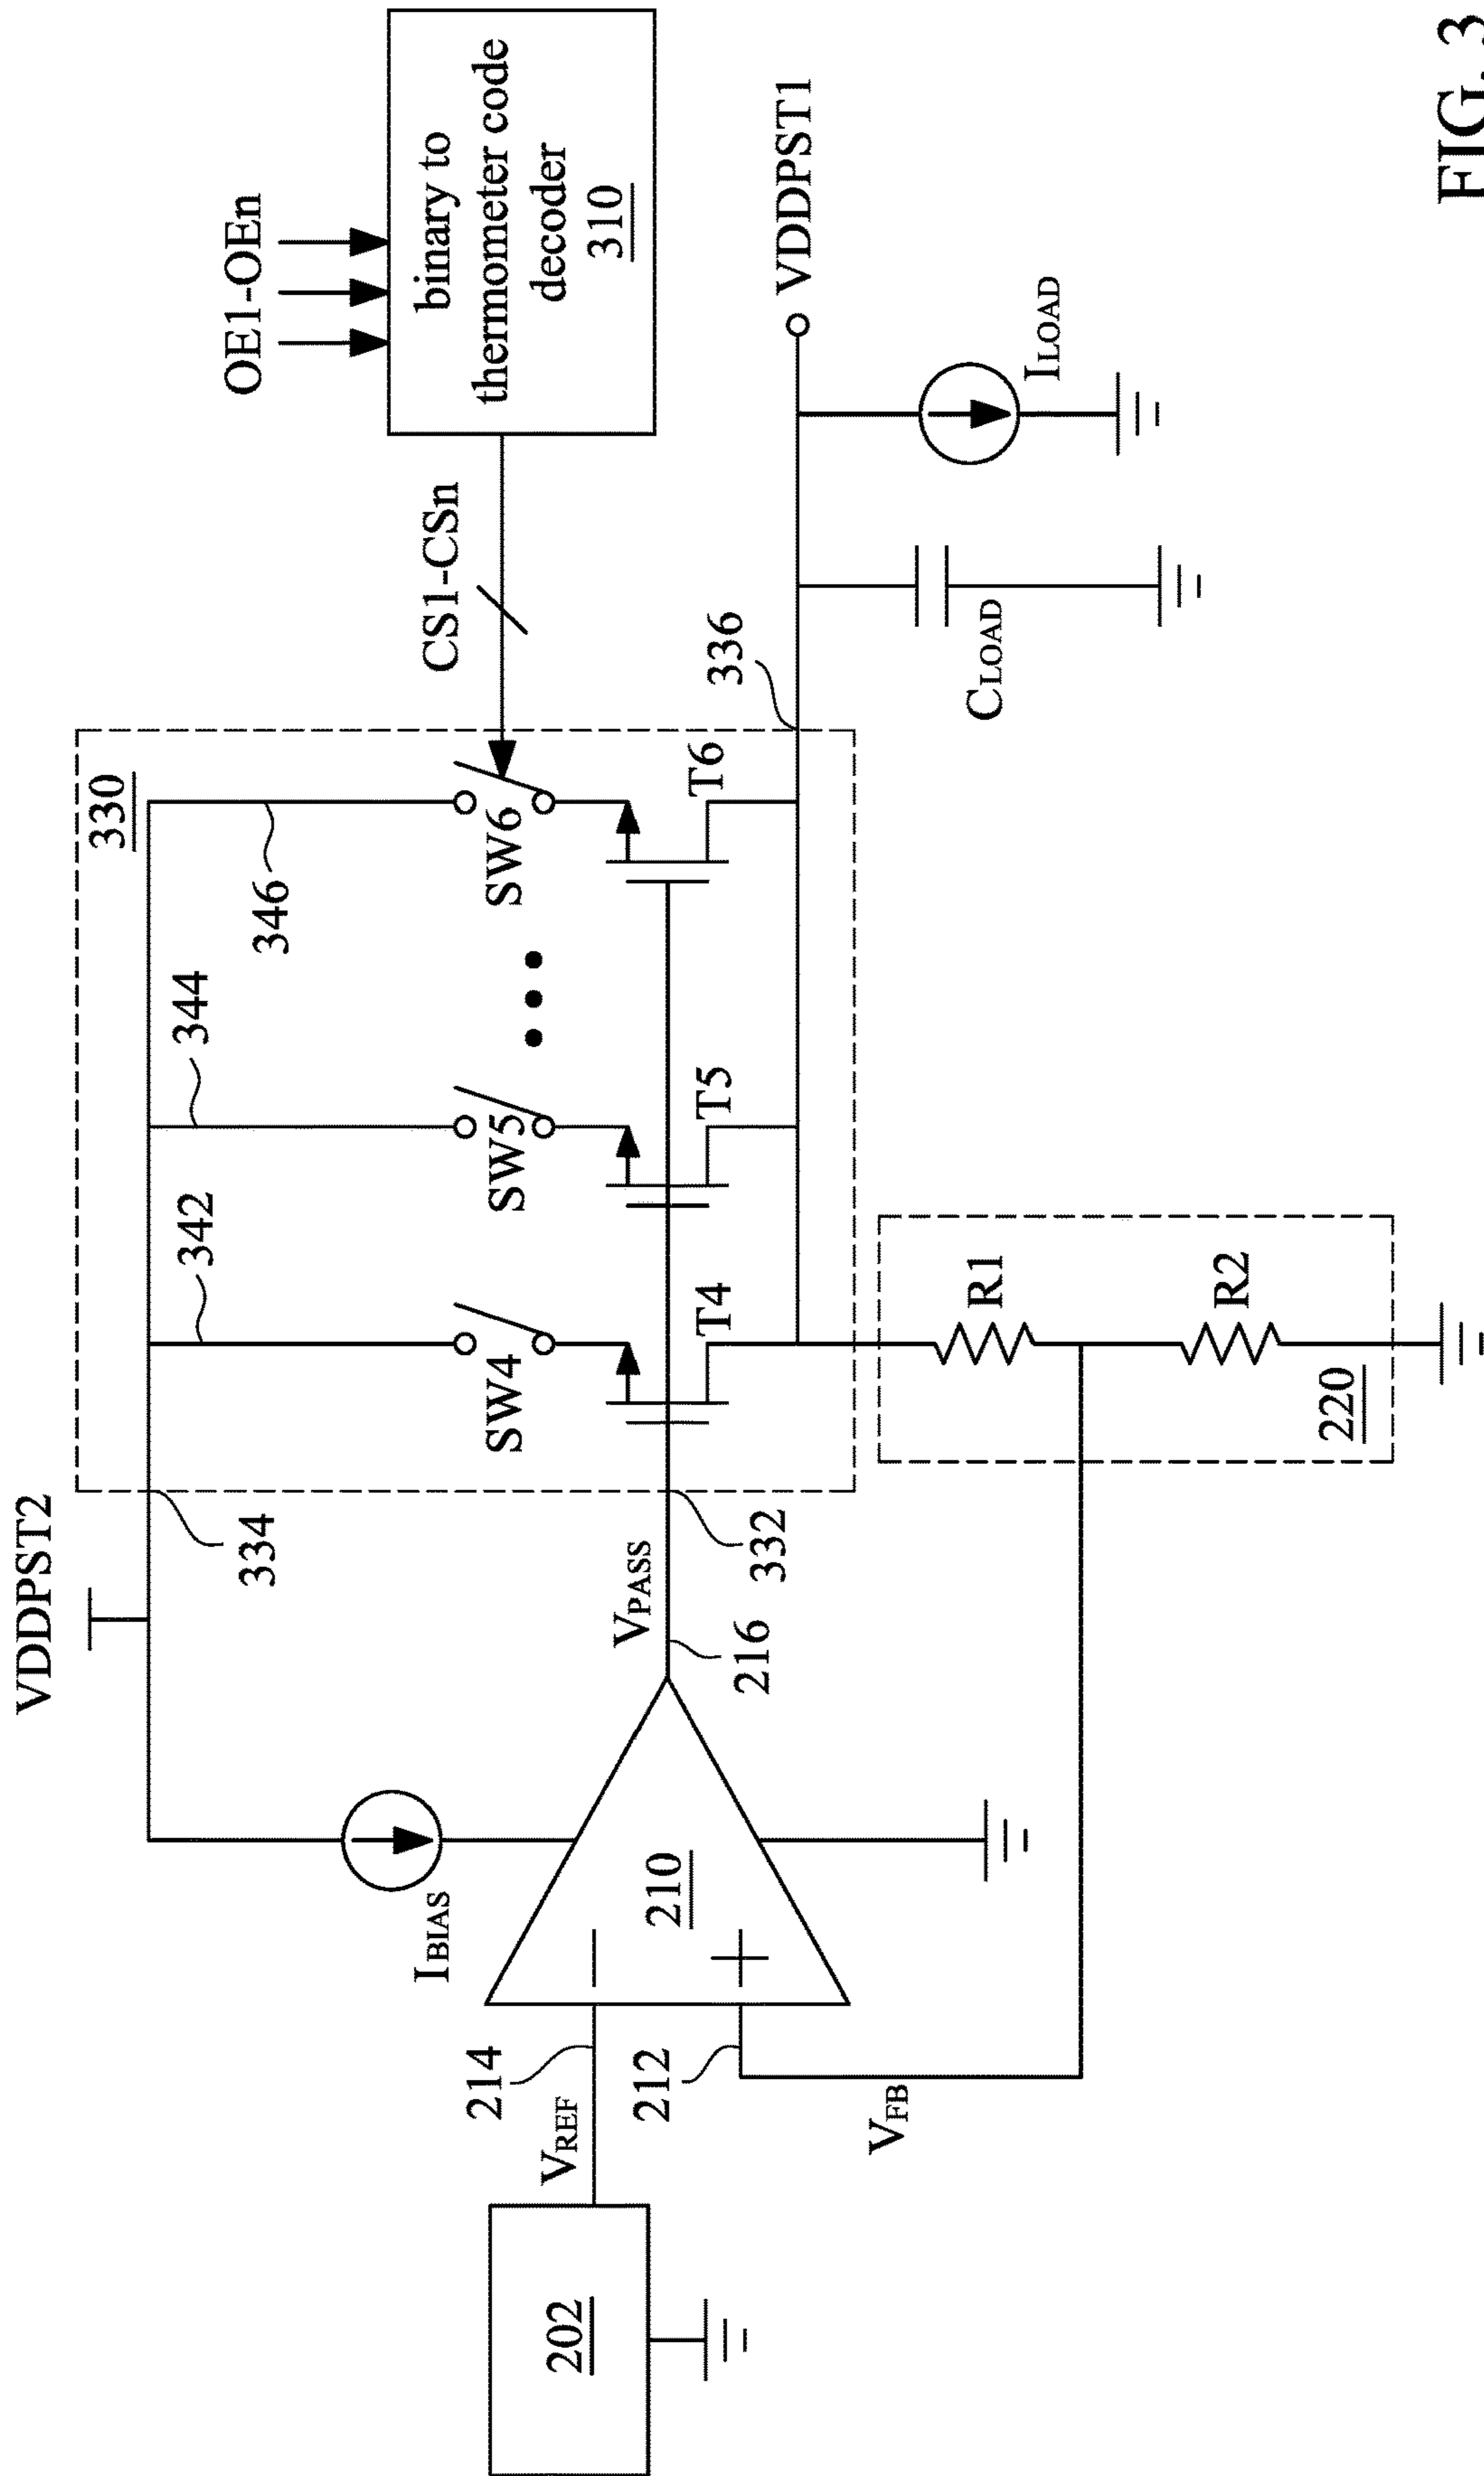 VDDPST2
334
342
344
346
330
OE1-OEn
binary to
thermometer code
decoder
310
CS1-CSn
SW4
SW5
SW6
T4
T5
T6
IBIAS
210
VPASS
216
332
336
VDDPST1
CLOAD
ILOAD
202
VREF
214
212
VFB
R1
R2
220
FIG. 3